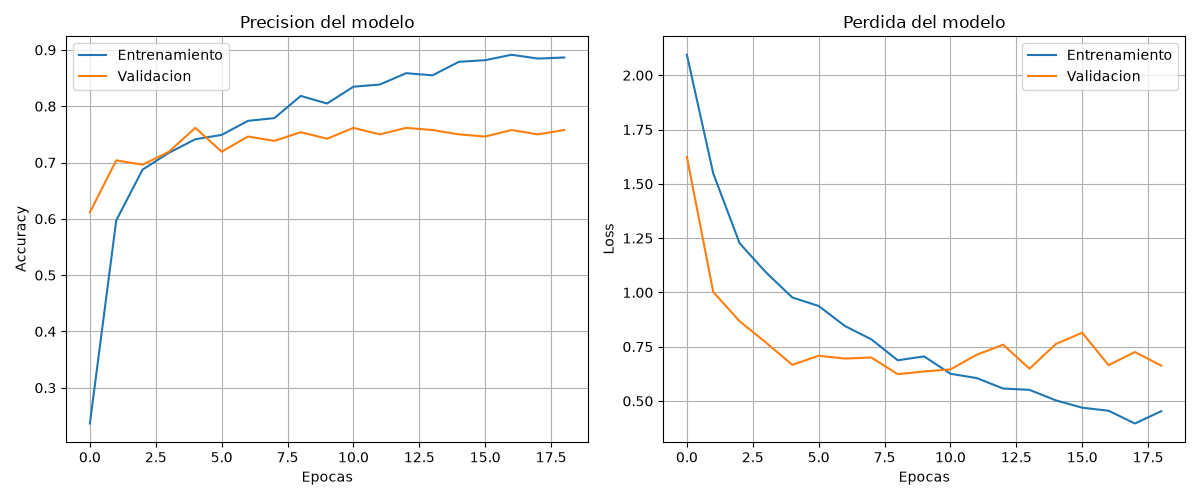 Precision del modelo
Entrenamiento
Validacion
0.9
0.8
0.7
0.6
0.5
0.4
0.3
Accuracy
0.0 2.5 5.0 7.5 10.0 12.5 15.0 17.5
Epocas
Perdida del modelo
Entrenamiento
Validacion
2.00
1.75
1.50
1.25
1.00
0.75
0.50
Loss
0.0 2.5 5.0 7.5 10.0 12.5 15.0 17.5
Epocas